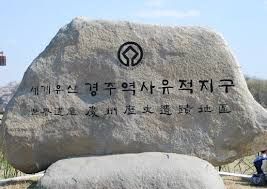 세계유산 경주역사유적지구
世界遺産 慶州歷史遺蹟地區